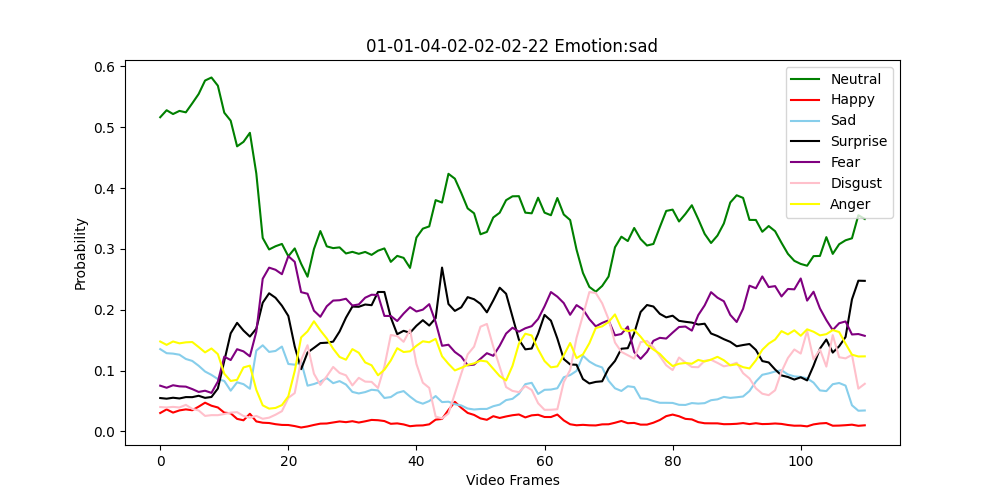 01-01-04-02-02-02-22 Emotion:sad
0.6
0.5
0.4
0.3
0.2
0.1
0.0
Probability
Neutral
Happy
Sad
Surprise
Fear
Disgust
Anger
0 20 40 60 80 100
Video Frames